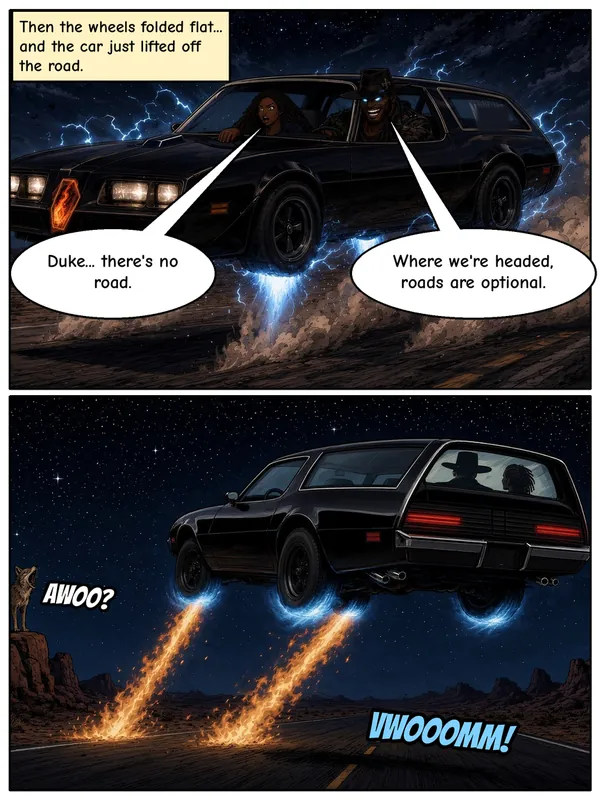 Then the wheels folded flat...
and the car just lifted off
the road.
Duke... there's no
road.
Where we're headed,
roads are optional.
AWOO?
VWOOOMM!